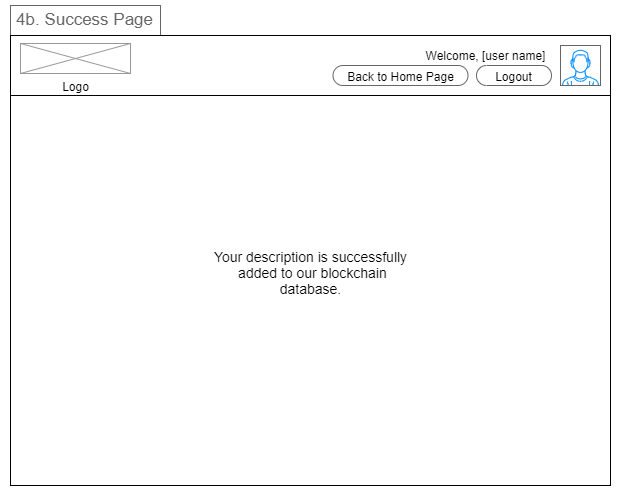 4b. Success Page
Welcome, [user name]
Back to Home Page
Logout
Logo
Your description is successfully
added to our blockchain
database.